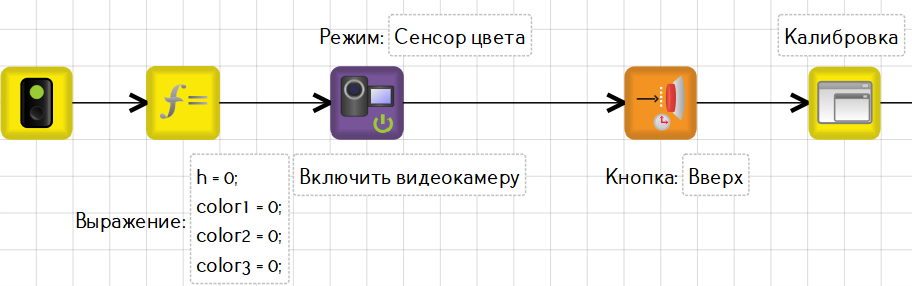 Режим: Сенсор цвета
Калибровка
Выражение:
h = 0;
color1 = 0;
color2 = 0;
color3 = 0;
Включить видеокамеру
Кнопка: Вверх